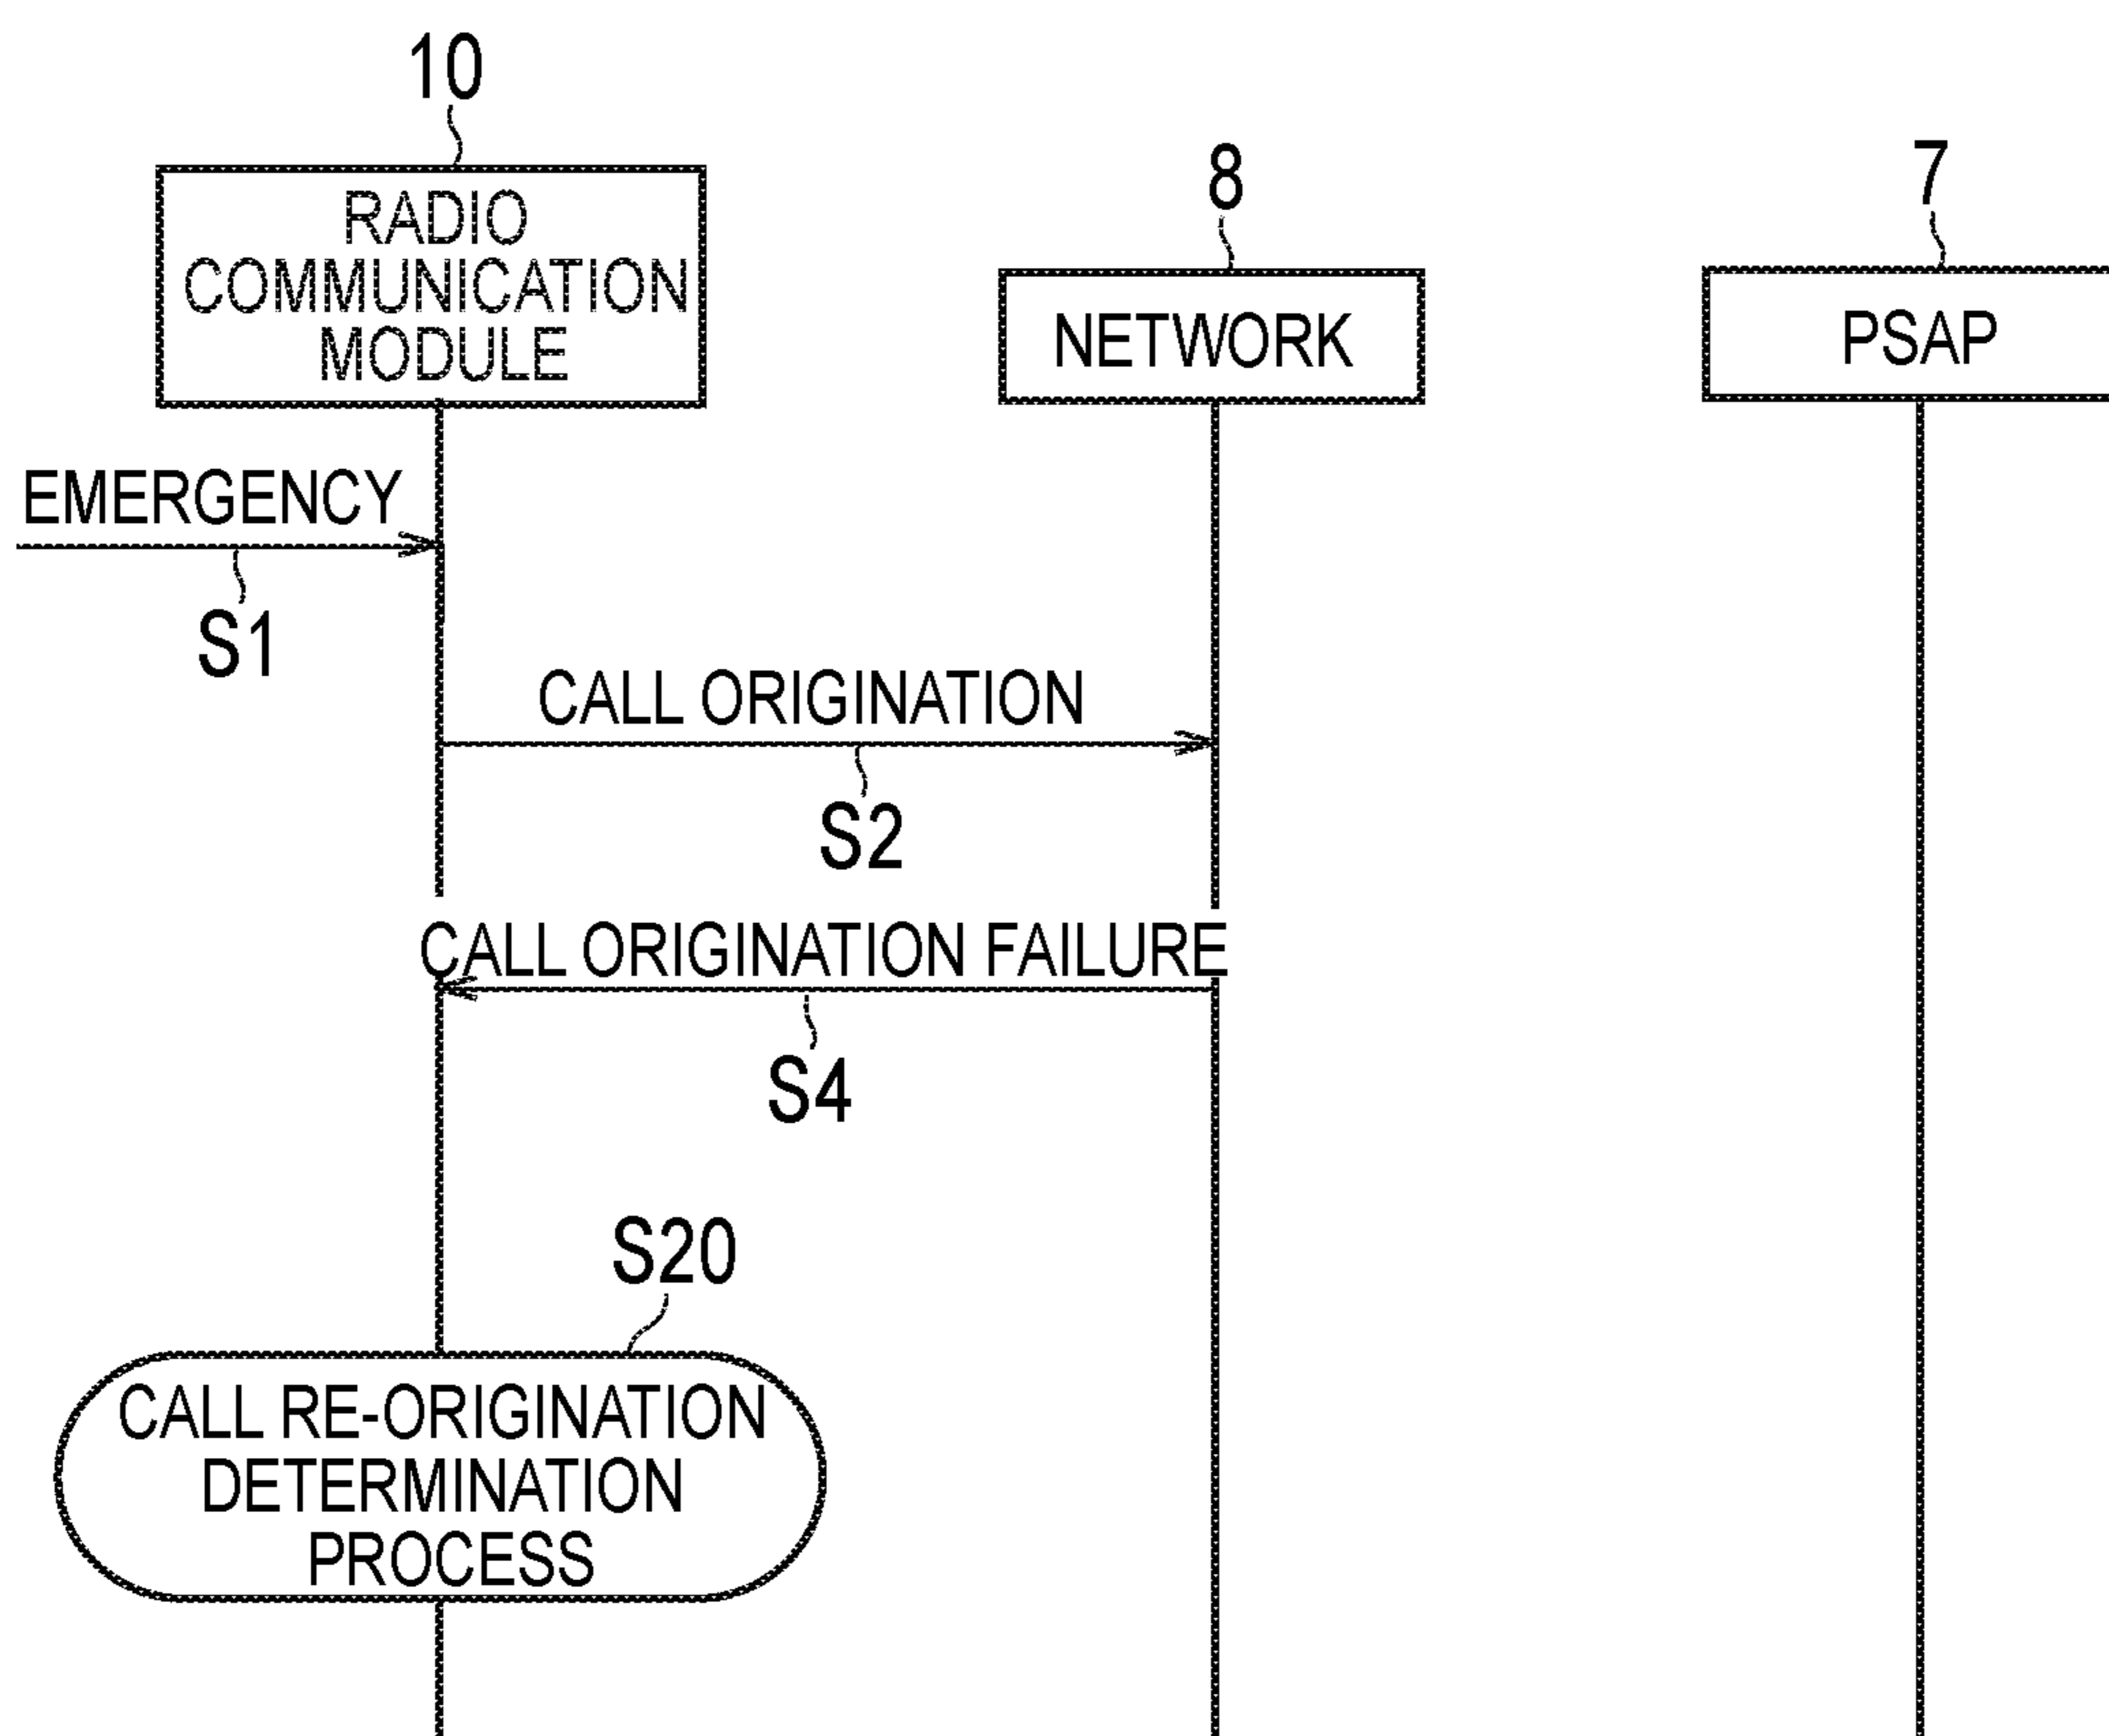 10
RADIO
COMMUNICATION
MODULE
8
NETWORK
7
PSAP
EMERGENCY
S1
CALL ORIGINATION
S2
CALL ORIGINATION FAILURE
S4
S20
CALL RE-ORIGINATION
DETERMINATION
PROCESS